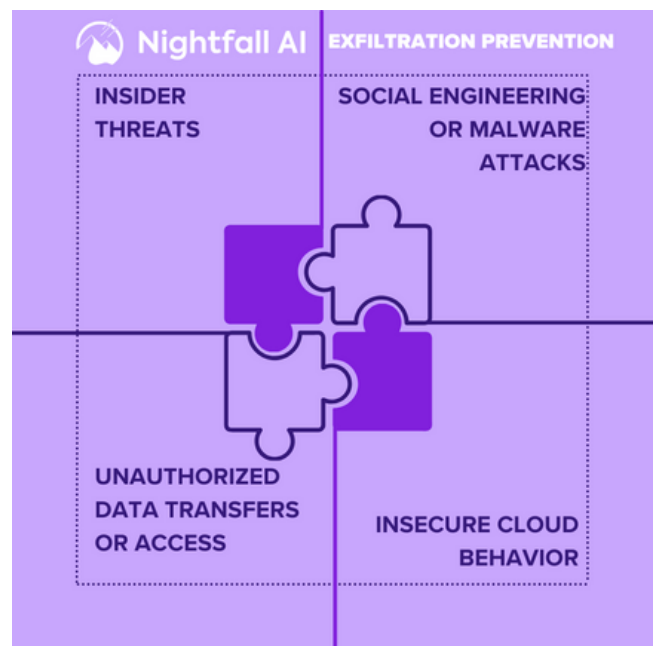 Nightfall AI
EXFILTRATION PREVENTION
INSIDER
THREATS
SOCIAL ENGINEERING
OR MALWARE
ATTACKS
UNAUTHORIZED
DATA TRANSFERS
OR ACCESS
INSECURE CLOUD
BEHAVIOR